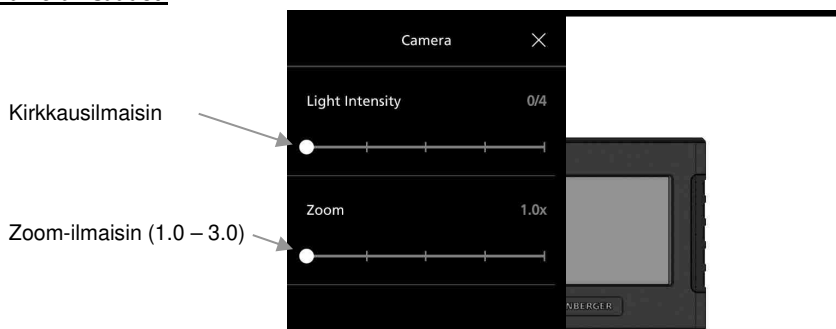 Camera
Light Intensity 0/4
Kirkkausilmaisin
Zoom 1.0x
Zoom-ilmaisin (1.0 – 3.0)